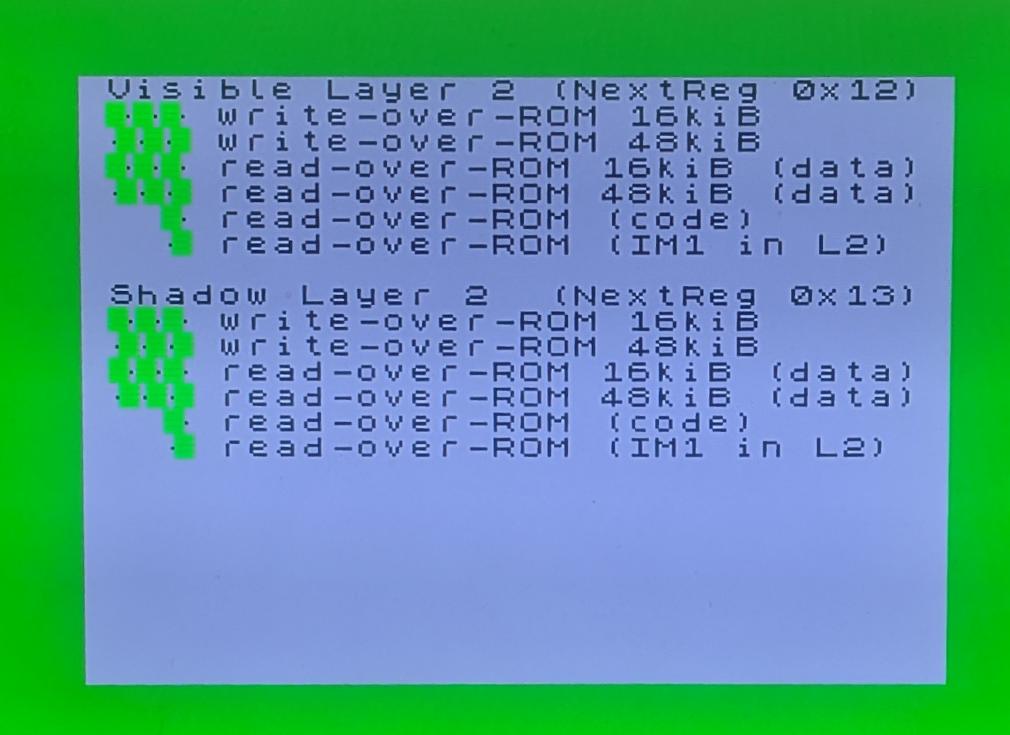 Visible Layer 2 (NextReg 0x12)
write-over-ROM 16kiB
write-over-ROM 48kiB
read-over-ROM 16kiB (data)
read-over-ROM 48kiB (data)
read-over-ROM (code)
read-over-ROM (IM1 in L2)
Shadow Layer 2 (NextReg 0x13)
write-over-ROM 16kiB
write-over-ROM 48kiB
read-over-ROM 16kiB (data)
read-over-ROM 48kiB (data)
read-over-ROM (code)
read-over-ROM (IM1 in L2)